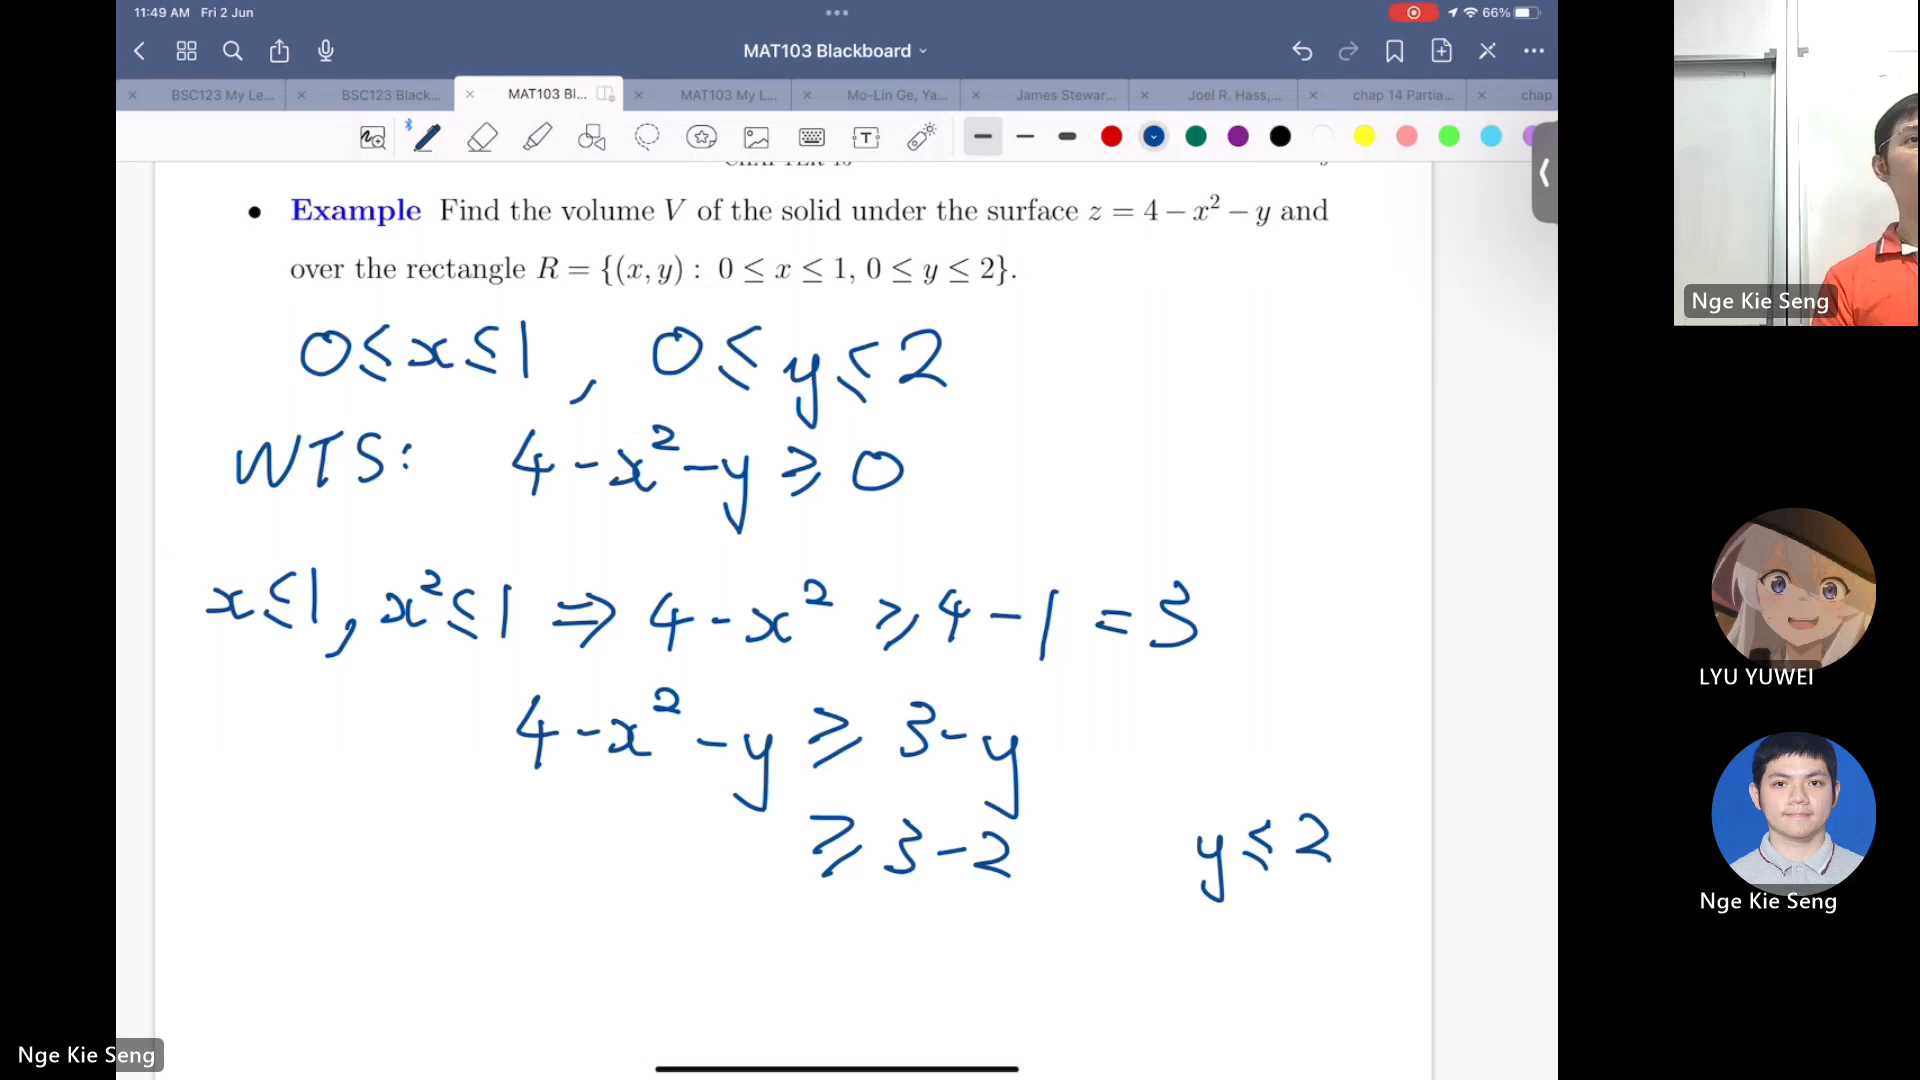 11:49 AM Fri 2 Jun
66%
MAT103 Blackboard
BSC123 My Le...
BSC123 Black...
MAT103 Bl...
MAT103 My L...
Mo-Lin Ge, Ya...
James Stewar...
Joel R. Hass,...
chap 14 Partia...
chap
• Example Find the volume V of the solid under the surface z = 4 − x² − y and
over the rectangle R = {(x, y) : 0 ≤ x ≤ 1, 0 ≤ y ≤ 2}.
0 ≤ x ≤ 1 , 0 ≤ y ≤ 2
WTS: 4 - x² - y ≥ 0
x ≤ 1, x² ≤ 1 ⇒ 4 - x² ≥ 4 - 1 = 3
4 - x² - y ≥ 3 - y
≥ 3 - 2 y ≤ 2
Nge Kie Seng
LYU YUWEI
Nge Kie Seng
Nge Kie Seng